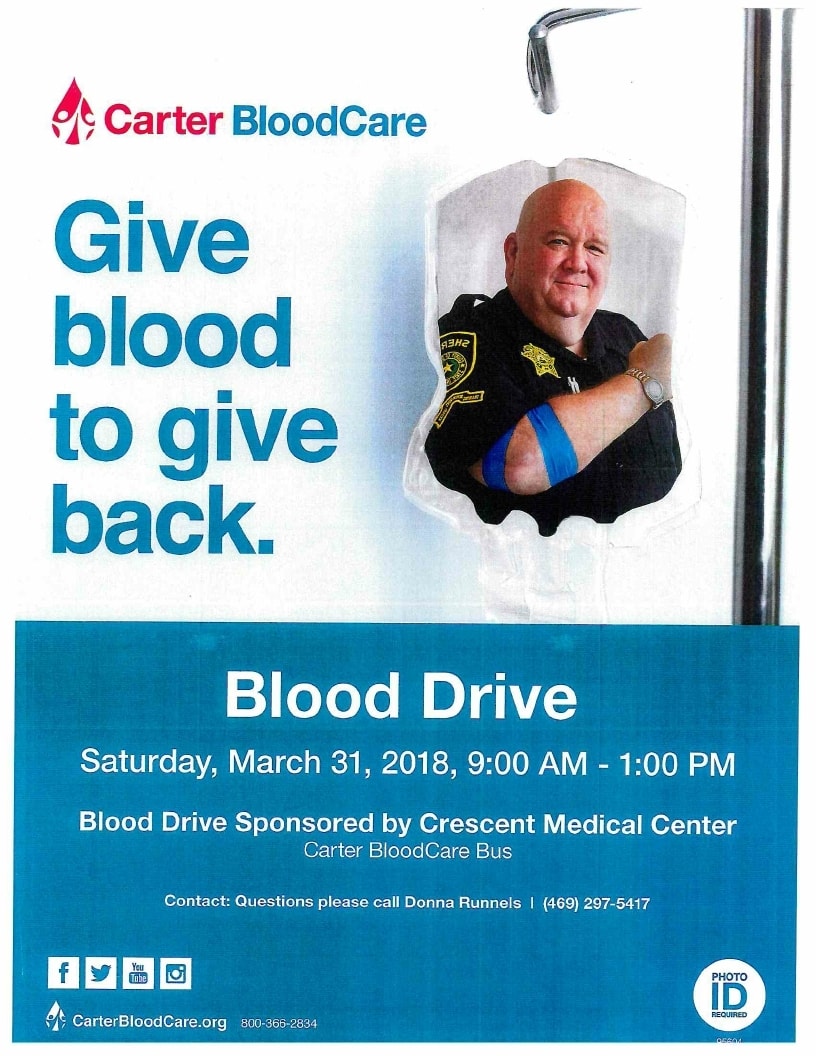 Carter BloodCare
Give
blood
to give
back.
Blood Drive
Saturday, March 31, 2018, 9:00 AM - 1:00 PM
Blood Drive Sponsored by Crescent Medical Center
Carter BloodCare Bus
Contact: Questions please call Donna Runnels | (469) 297-5417
f
You
Tube
CarterBloodCare.org 800-366-2834
PHOTO
ID
REQUIRED